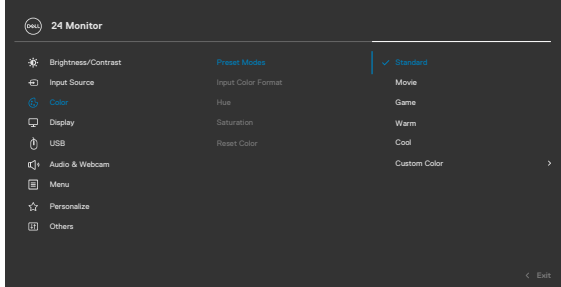 DELL 24 Monitor
Brightness/Contrast
Input Source
Color
Display
USB
Audio & Webcam
Menu
Personalize
Others
Preset Modes
Input Color Format
Hue
Saturation
Reset Color
Standard
Movie
Game
Warm
Cool
Custom Color
Exit